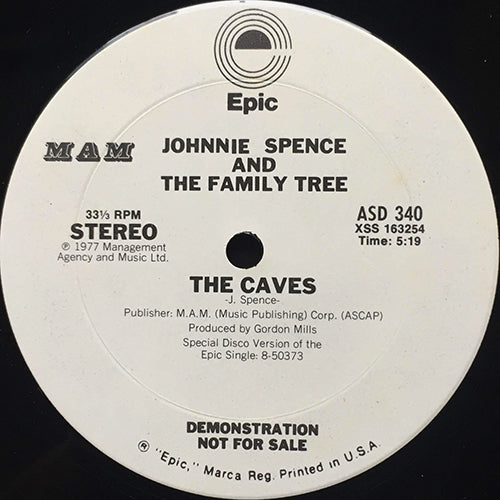 Epic
MAM
JOHNNIE SPENCE
AND
THE FAMILY TREE
33⅓ RPM
STEREO
℗ 1977 Management
Agency and Music Ltd.
ASD 340
XSS 163254
Time: 5:19
THE CAVES
-J. Spence-
Publisher: M.A.M. (Music Publishing) Corp. (ASCAP)
Produced by Gordon Mills
Special Disco Version of the
Epic Single: 8-50373
DEMONSTRATION
NOT FOR SALE
® "Epic," Marca Reg. Printed in U.S.A.